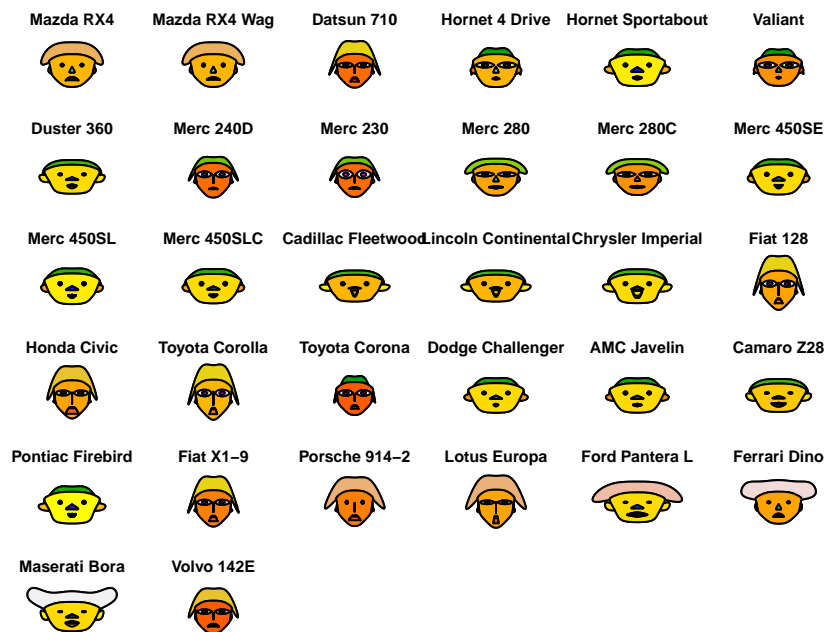 Mazda RX4 Mazda RX4 Wag Datsun 710 Hornet 4 Drive Hornet Sportabout Valiant
Duster 360 Merc 240D Merc 230 Merc 280 Merc 280C Merc 450SE
Merc 450SL Merc 450SLC Cadillac Fleetwood Lincoln Continental Chrysler Imperial Fiat 128
Honda Civic Toyota Corolla Toyota Corona Dodge Challenger AMC Javelin Camaro Z28
Pontiac Firebird Fiat X1−9 Porsche 914−2 Lotus Europa Ford Pantera L Ferrari Dino
Maserati Bora Volvo 142E